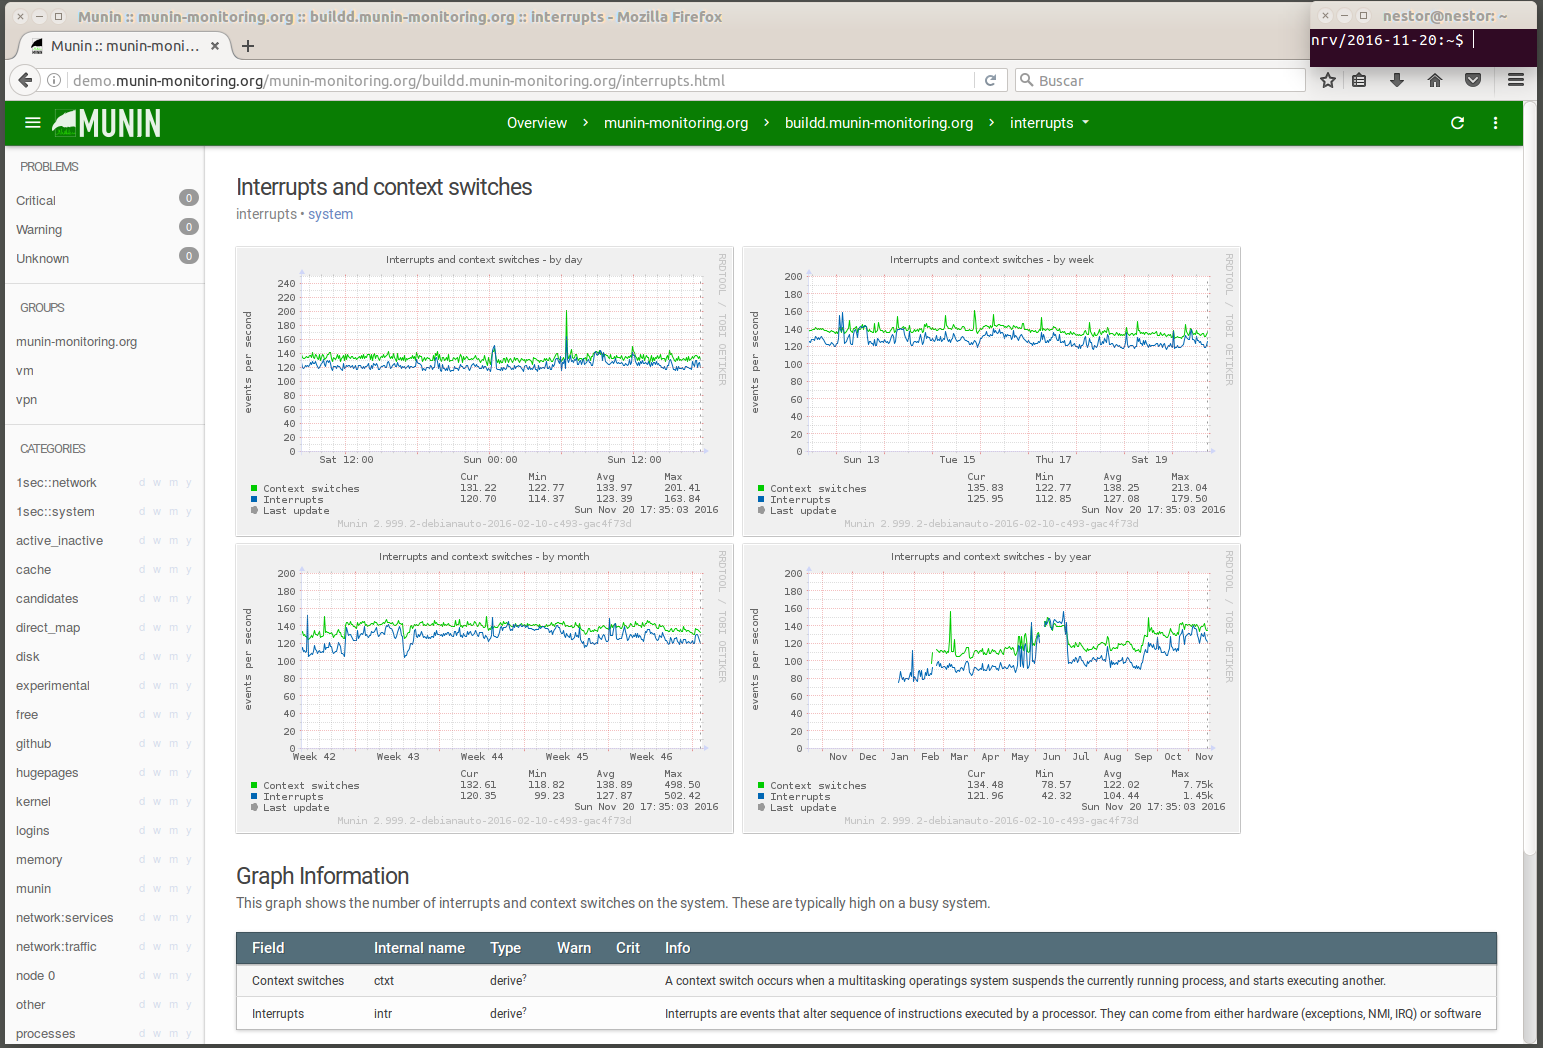 Munin :: munin-monitoring.org :: buildd.munin-monitoring.org :: interrupts - Mozilla Firefox
nestor@nestor: ~
nrv/2016-11-20:~$
Munin :: munin-moni...
demo.munin-monitoring.org/munin-monitoring.org/buildd.munin-monitoring.org/interrupts.html
Buscar
MUNIN
Overview > munin-monitoring.org > buildd.munin-monitoring.org > interrupts
PROBLEMS
Critical 0
Warning 0
Unknown 0
GROUPS
munin-monitoring.org
vm
vpn
CATEGORIES
1sec::network d w m y
1sec::system d w m y
active_inactive d w m y
cache d w m y
candidates d w m y
direct_map d w m y
disk d w m y
experimental d w m y
free d w m y
github d w m y
hugepages d w m y
kernel d w m y
logins d w m y
memory d w m y
munin d w m y
network:services d w m y
network:traffic d w m y
node 0 d w m y
other d w m y
processes d w m y
Interrupts and context switches
interrupts • system
Interrupts and context switches - by day
RRDTOOL / TOBI OETIKER
events per second
240
220
200
180
160
140
120
100
80
60
40
20
0
Sat 12:00 Sun 00:00 Sun 12:00
Cur Min Avg Max
Context switches 131.22 122.77 133.97 201.41
Interrupts 120.70 114.37 123.39 163.84
Last update Sun Nov 20 17:35:03 2016
Munin 2.999.2-debianauto-2016-02-10-c493-gac4f73d
Interrupts and context switches - by week
RRDTOOL / TOBI OETIKER
events per second
200
180
160
140
120
100
80
60
40
20
0
Sun 13 Tue 15 Thu 17 Sat 19
Cur Min Avg Max
Context switches 135.83 122.77 138.25 213.04
Interrupts 125.95 112.85 127.08 179.50
Last update Sun Nov 20 17:35:03 2016
Munin 2.999.2-debianauto-2016-02-10-c493-gac4f73d
Interrupts and context switches - by month
RRDTOOL / TOBI OETIKER
events per second
200
180
160
140
120
100
80
60
40
20
0
Week 42 Week 43 Week 44 Week 45 Week 46
Cur Min Avg Max
Context switches 132.61 118.82 138.89 498.50
Interrupts 120.35 99.23 127.87 502.42
Last update Sun Nov 20 17:35:03 2016
Munin 2.999.2-debianauto-2016-02-10-c493-gac4f73d
Interrupts and context switches - by year
RRDTOOL / TOBI OETIKER
events per second
200
180
160
140
120
100
80
60
40
20
0
Nov Dec Jan Feb Mar Apr May Jun Jul Aug Sep Oct Nov
Cur Min Avg Max
Context switches 134.48 78.57 122.02 7.75k
Interrupts 121.96 42.32 104.44 1.45k
Last update Sun Nov 20 17:35:03 2016
Munin 2.999.2-debianauto-2016-02-10-c493-gac4f73d
Graph Information
This graph shows the number of interrupts and context switches on the system. These are typically high on a busy system.
Field Internal name Type Warn Crit Info
Context switches ctxt derive? A context switch occurs when a multitasking operatings system suspends the currently running process, and starts executing another.
Interrupts intr derive? Interrupts are events that alter sequence of instructions executed by a processor. They can come from either hardware (exceptions, NMI, IRQ) or software